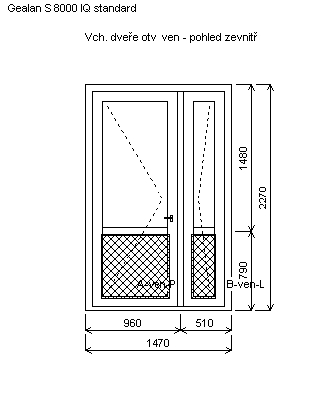 Gealan S 8000 IQ standard
Vch. dveře otv ven - pohled zevnitř
1480
2270
790
A-ven-P
B-ven-L
960
510
1470